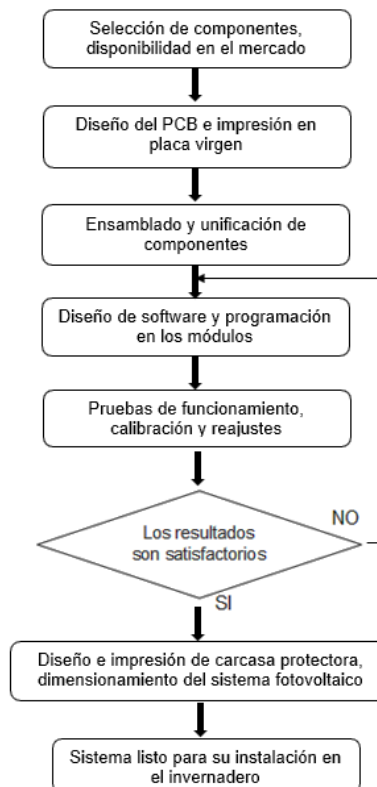 Selección de componentes,
disponibilidad en el mercado
Diseño del PCB e impresión en
placa virgen
Ensamblado y unificación de
componentes
Diseño de software y programación
en los módulos
Pruebas de funcionamiento,
calibración y reajustes
Los resultados
son satisfactorios
NO
SI
Diseño e impresión de carcasa protectora,
dimensionamiento del sistema fotovoltaico
Sistema listo para su instalación en
el invernadero